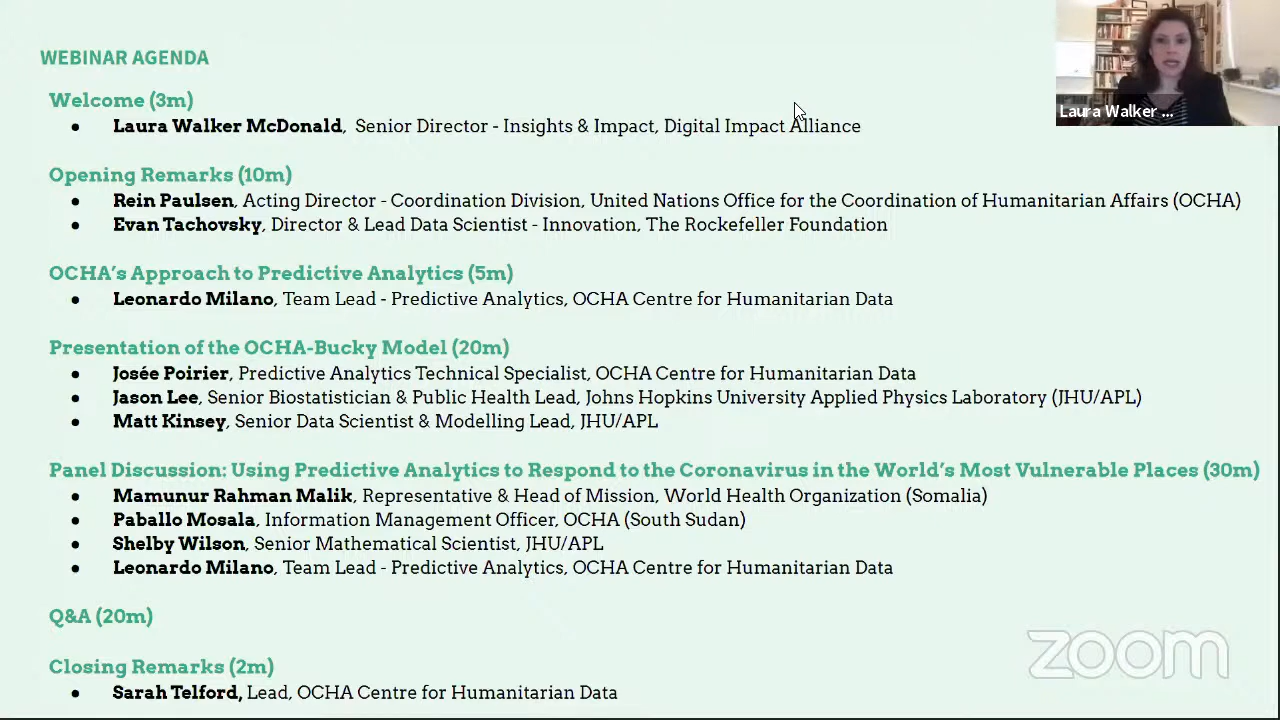 WEBINAR AGENDA
Laura Walker ...
Welcome (3m)
● Laura Walker McDonald, Senior Director - Insights & Impact, Digital Impact Alliance
Opening Remarks (10m)
● Rein Paulsen, Acting Director - Coordination Division, United Nations Office for the Coordination of Humanitarian Affairs (OCHA)
● Evan Tachovsky, Director & Lead Data Scientist - Innovation, The Rockefeller Foundation
OCHA’s Approach to Predictive Analytics (5m)
● Leonardo Milano, Team Lead - Predictive Analytics, OCHA Centre for Humanitarian Data
Presentation of the OCHA-Bucky Model (20m)
● Josée Poirier, Predictive Analytics Technical Specialist, OCHA Centre for Humanitarian Data
● Jason Lee, Senior Biostatistician & Public Health Lead, Johns Hopkins University Applied Physics Laboratory (JHU/APL)
● Matt Kinsey, Senior Data Scientist & Modelling Lead, JHU/APL
Panel Discussion: Using Predictive Analytics to Respond to the Coronavirus in the World’s Most Vulnerable Places (30m)
● Mamunur Rahman Malik, Representative & Head of Mission, World Health Organization (Somalia)
● Paballo Mosala, Information Management Officer, OCHA (South Sudan)
● Shelby Wilson, Senior Mathematical Scientist, JHU/APL
● Leonardo Milano, Team Lead - Predictive Analytics, OCHA Centre for Humanitarian Data
Q&A (20m)
zoom
Closing Remarks (2m)
● Sarah Telford, Lead, OCHA Centre for Humanitarian Data